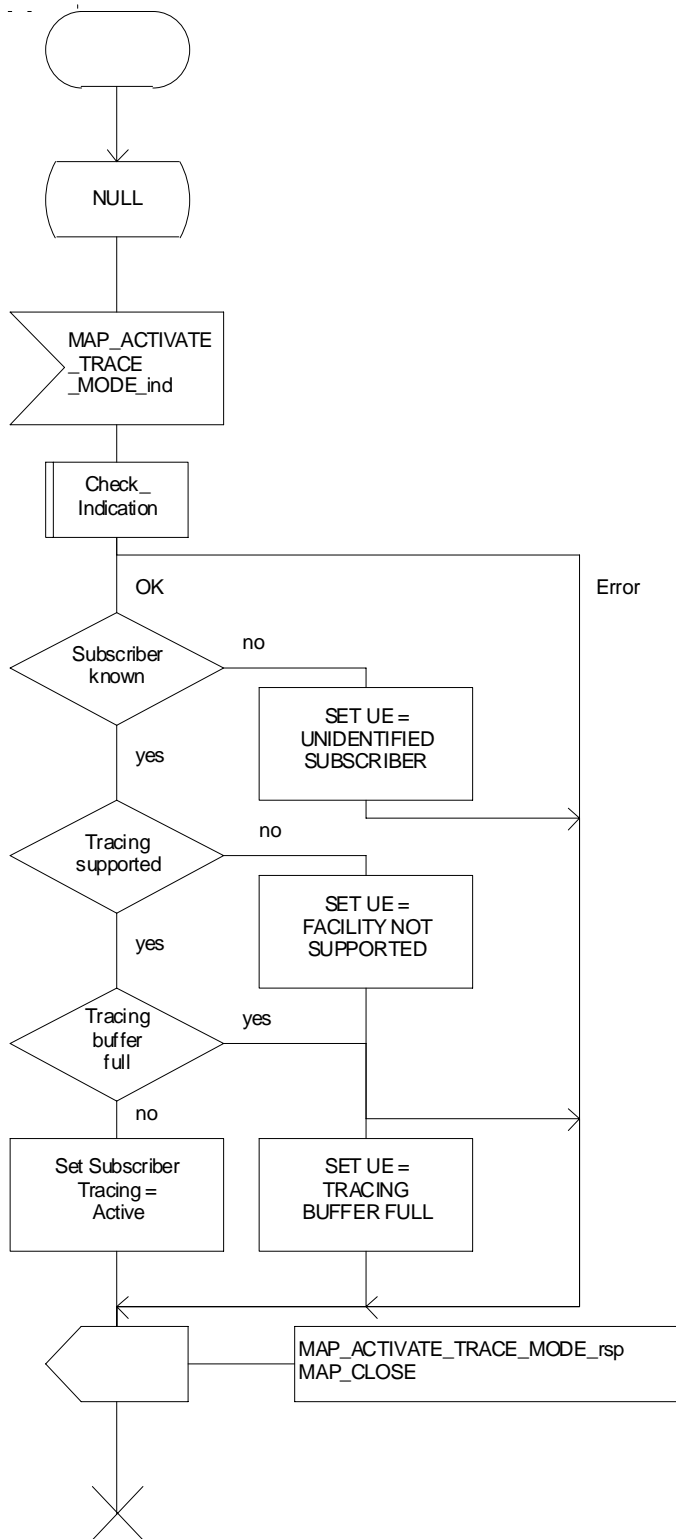 NULL
MAP_ACTIVATE
_TRACE
_MODE_ind
Check_
Indication
OK
Error
Subscriber
known
no
SET UE =
UNIDENTIFIED
SUBSCRIBER
yes
Tracing
supported
no
SET UE =
FACILITY NOT
SUPPORTED
yes
Tracing
buffer
full
yes
no
Set Subscriber
Tracing =
Active
SET UE =
TRACING
BUFFER FULL
MAP_ACTIVATE_TRACE_MODE_rsp
MAP_CLOSE